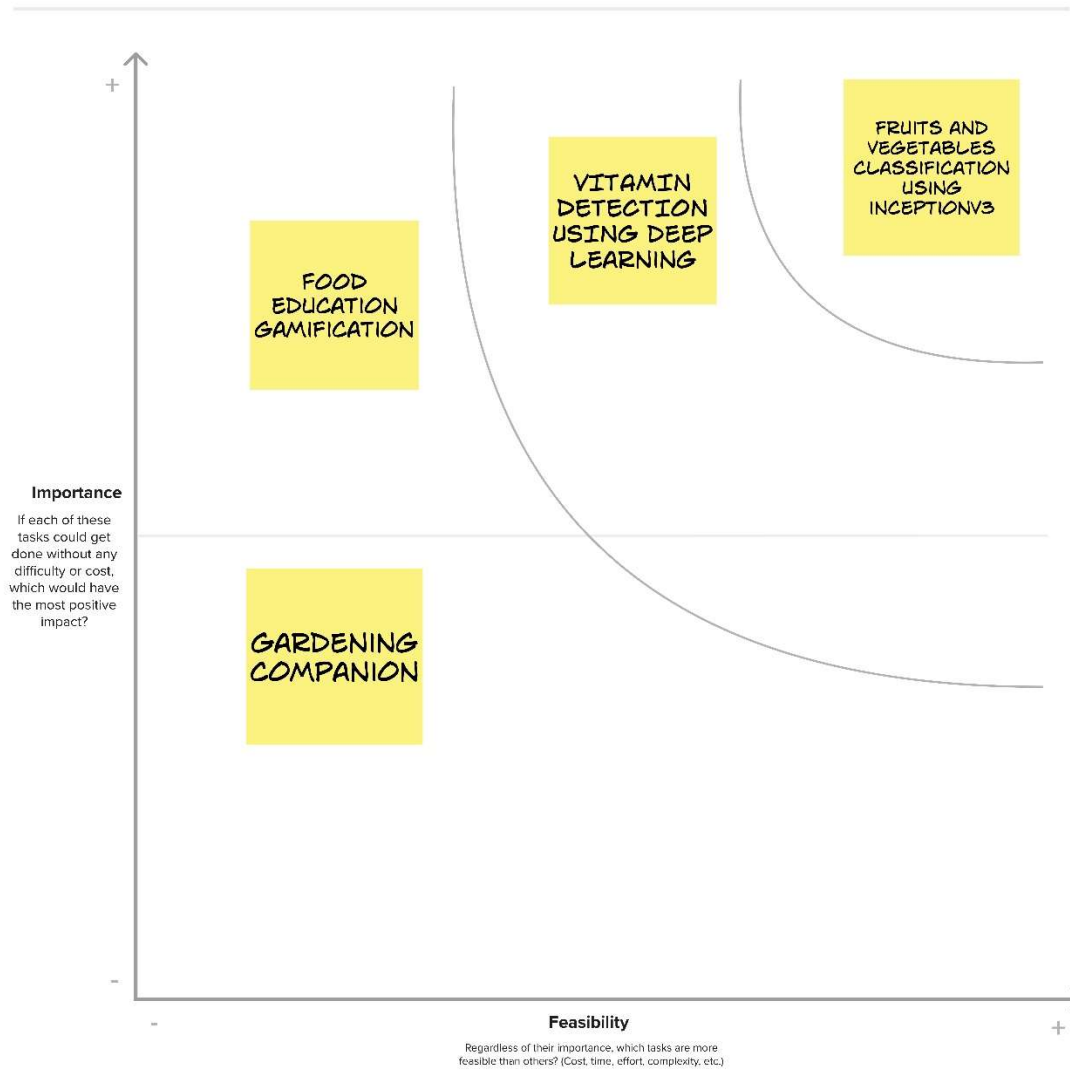 +
FRUITS AND
VEGETABLES
CLASSIFICATION
USING
INCEPTIONV3
VITAMIN
DETECTION
USING DEEP
LEARNING
FOOD
EDUCATION
GAMIFICATION
Importance
If each of these
tasks could get
done without any
difficulty or cost,
which would have
the most positive
impact?
GARDENING
COMPANION
-
-
Feasibility
+
Regardless of their importance, which tasks are more
feasible than others? (Cost, time, effort, complexity, etc.)